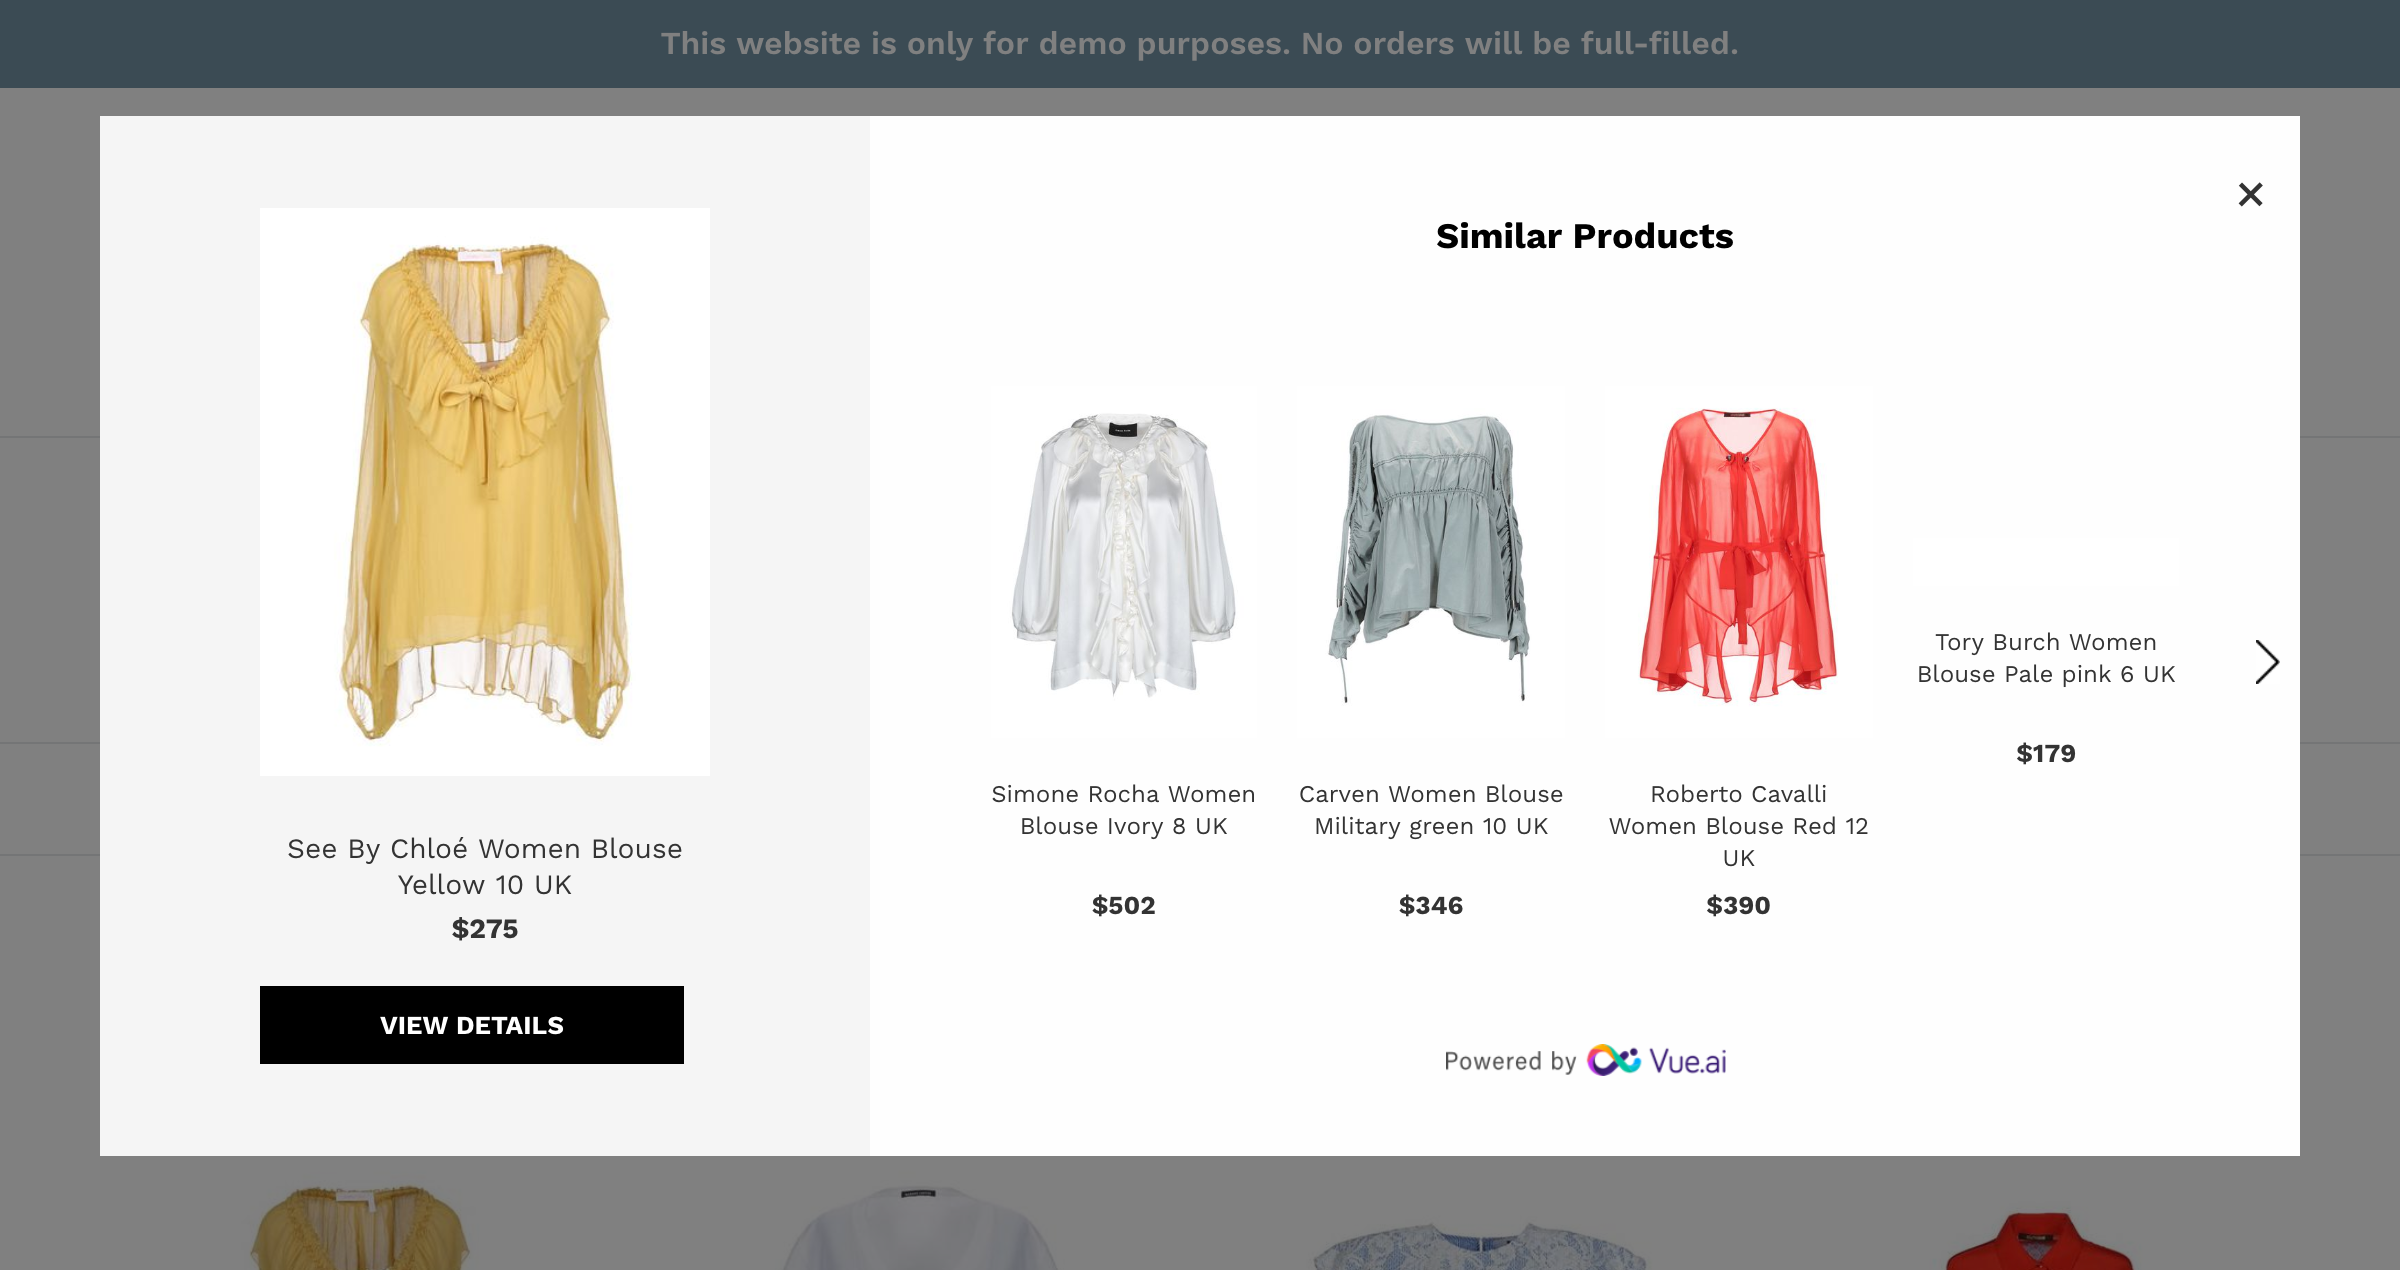 This website is only for demo purposes. No orders will be full-filled.
See By Chloé Women Blouse
Yellow 10 UK
$275
VIEW DETAILS
Similar Products
Simone Rocha Women
Blouse Ivory 8 UK
$502
Carven Women Blouse
Military green 10 UK
$346
Roberto Cavalli
Women Blouse Red 12
UK
$390
Tory Burch Women
Blouse Pale pink 6 UK
$179
Powered by Vue.ai